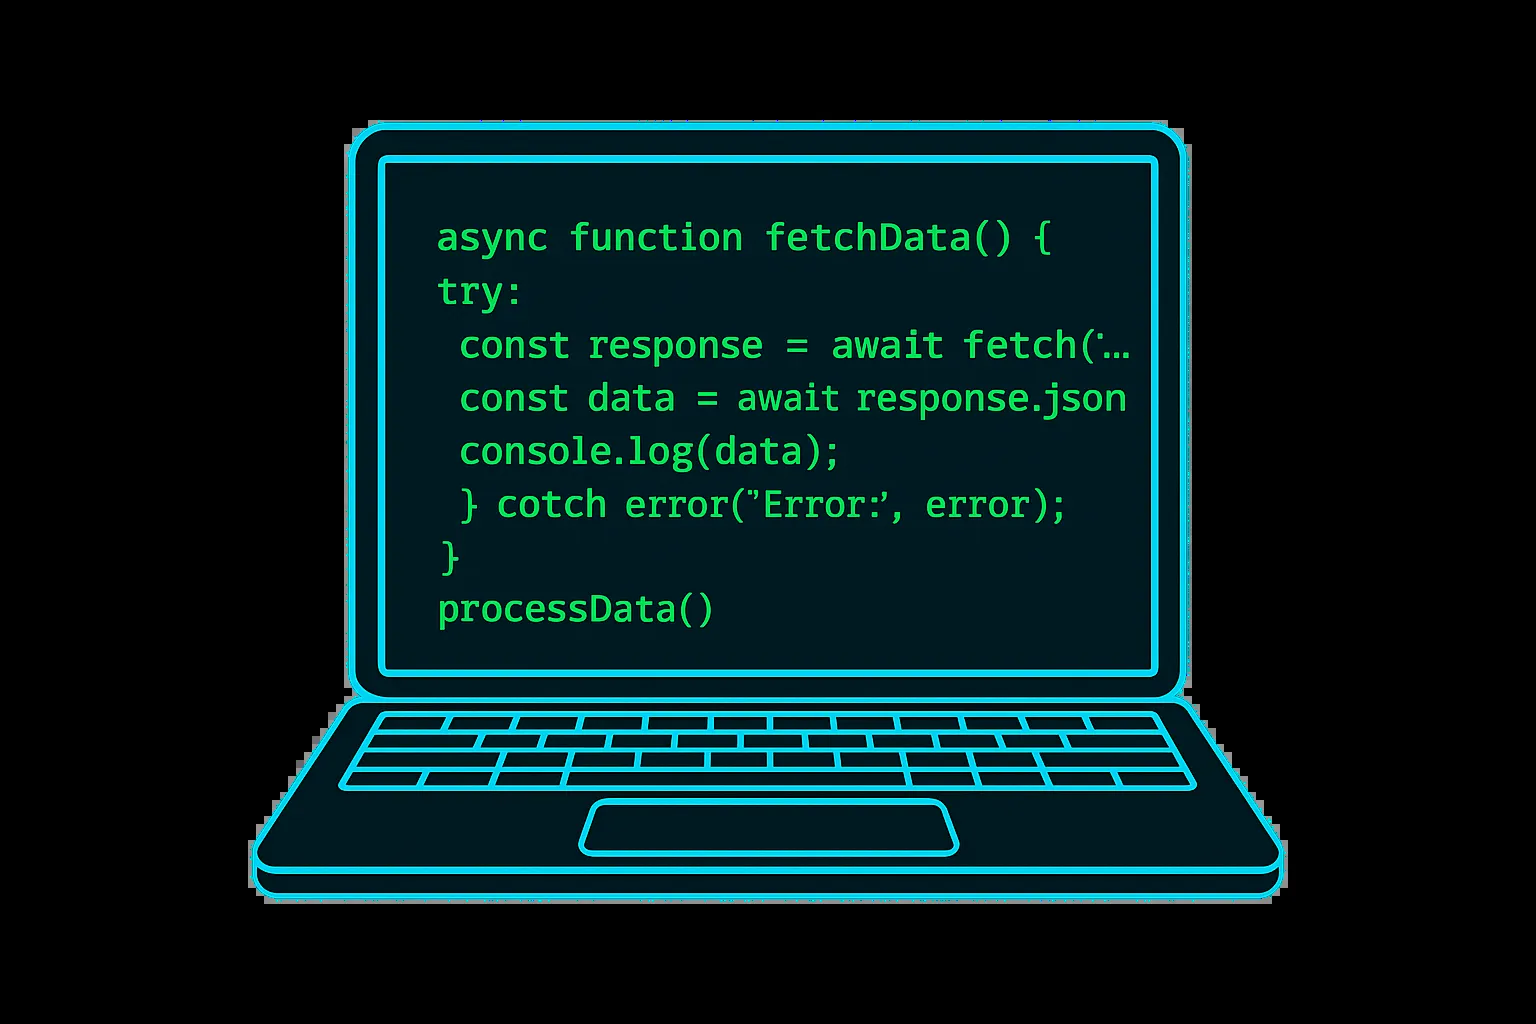 async function fetchData() {
try:
const response = await fetch('...
const data = await response.json
console.log(data);
} cotch error("Error:’, error);
}
processData()